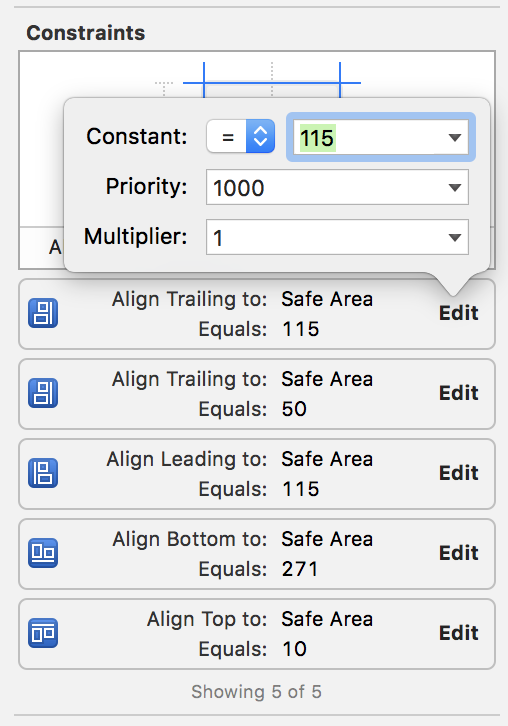 Constraints
Constant: = 115
Priority: 1000
Multiplier: 1
A
Align Trailing to: Safe Area
Equals: 115
Edit
Align Trailing to: Safe Area
Equals: 50
Edit
Align Leading to: Safe Area
Equals: 115
Edit
Align Bottom to: Safe Area
Equals: 271
Edit
Align Top to: Safe Area
Equals: 10
Edit
Showing 5 of 5